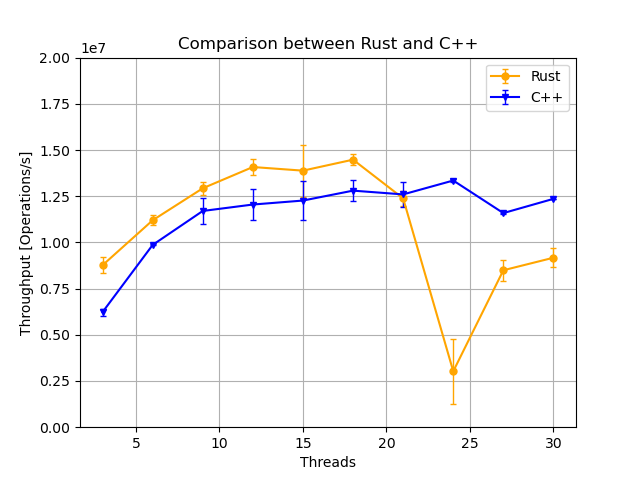 Comparison between Rust and C++
1e7
2.00
1.75
1.50
1.25
1.00
0.75
0.50
0.25
0.00
Throughput [Operations/s]
Rust
C++
5 10 15 20 25 30
Threads